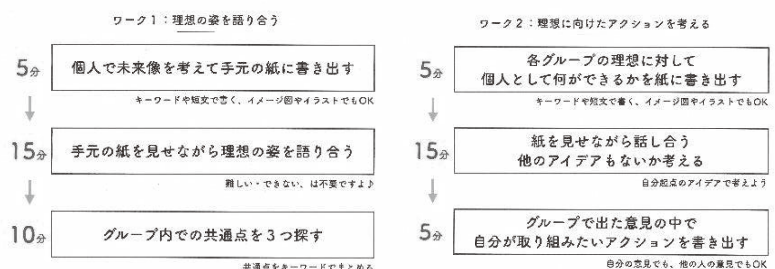 ワーク1:理想の姿を語り合う
5分
個人で未来像を考えて手元の紙に書き出す
キーワードや短文で書く、イメージ図やイラストでもOK
15分
手元の紙を見せながら理想の姿を語り合う
難しい・できない、は不要ですよ♪
10分
グループ内での共通点を3つ探す
共通点をキーワードでまとめる
ワーク2:理想に向けたアクションを考える
5分
各グループの理想に対して
個人として何ができるかを紙に書き出す
キーワードや短文で書く、イメージ図やイラストでもOK
15分
紙を見せながら話し合う
他のアイデアもないか考える
自分起点のアイデアで考えよう
5分
グループで出た意見の中で
自分が取り組みたいアクションを書き出す
自分の意見でも、他の人の意見でもOK